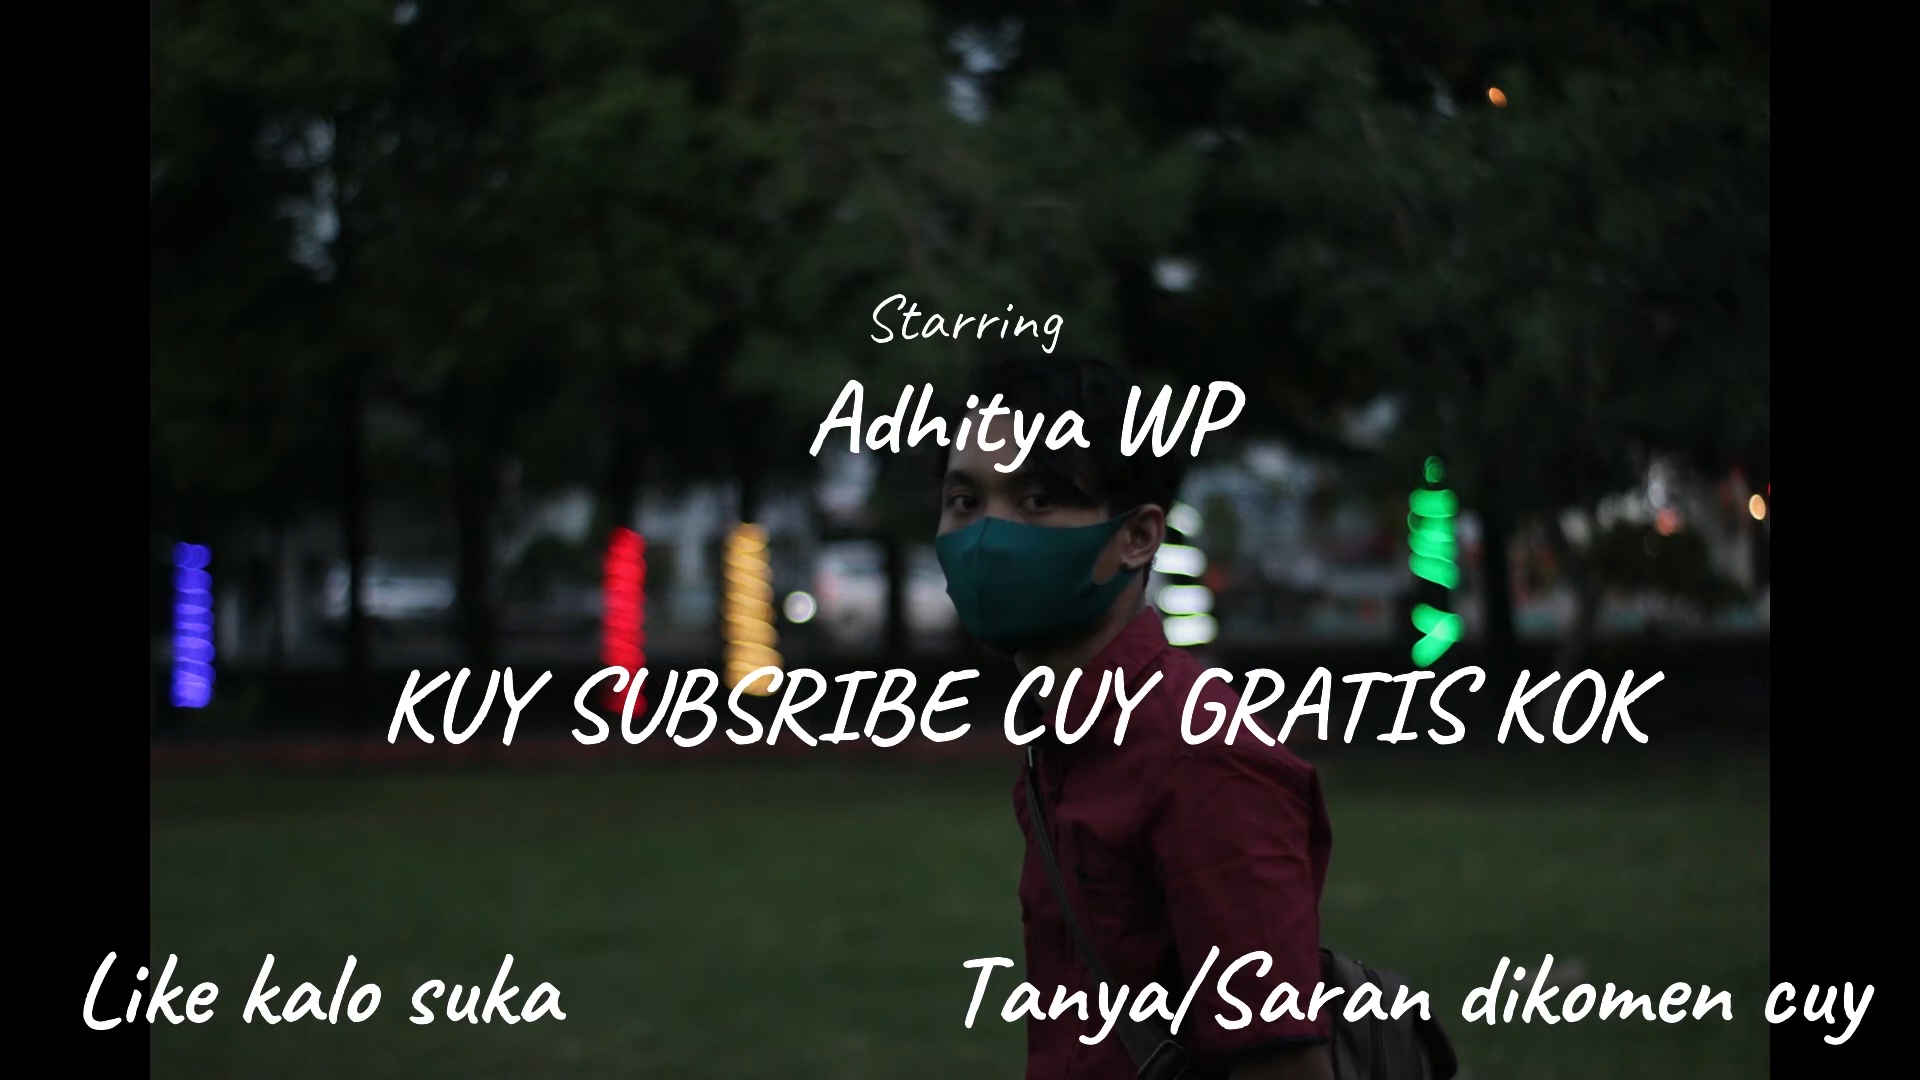 Starring
Adhitya WP
KUY SUBSRIBE CUY GRATIS KOK
Like kalo suka
Tanya/Saran dikomen cuy